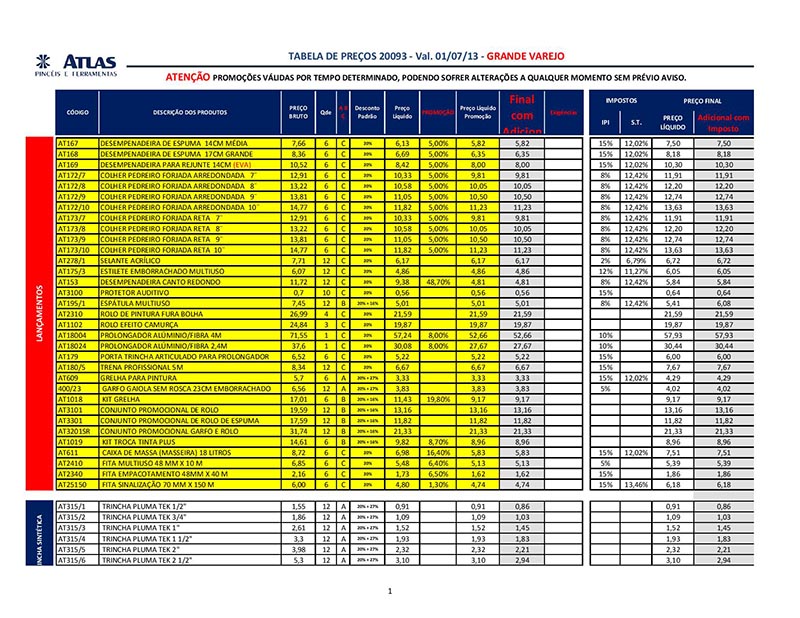 ATLAS
PINCÉIS E FERRAMENTAS
TABELA DE PREÇOS 20093 - Val. 01/07/13 - GRANDE VAREJO
ATENÇÃO PROMOÇÕES VÁLIDAS POR TEMPO DETERMINADO, PODENDO SOFRER ALTERAÇÕES A QUALQUER MOMENTO SEM PRÉVIO AVISO.
CÓDIGO DESCRIÇÃO DOS PRODUTOS PREÇO BRUTO Qde A B C Desconto Padrão Preço Líquido PROMOÇÃO Preço Líquido Promoção Final com Adicion Exigências IMPOSTOS IPI S.T. PREÇO FINAL PREÇO LÍQUIDO Adicional com Imposto
LANÇAMENTOS
AT167 DESEMPENADEIRA DE ESPUMA 14CM MÉDIA 7,66 6 C 20% 6,13 5,00% 5,82 5,82 15% 12,02% 7,50 7,50
AT168 DESEMPENADEIRA DE ESPUMA 17CM GRANDE 8,36 6 C 20% 6,69 5,00% 6,35 6,35 15% 12,02% 8,18 8,18
AT169 DESEMPENADEIRA PARA REJUNTE 14CM (EVA) 10,52 6 C 20% 8,42 5,00% 8,00 8,00 15% 12,02% 10,30 10,30
AT172/7 COLHER PEDREIRO FORJADA ARREDONDADA 7" 12,91 6 C 20% 10,33 5,00% 9,81 9,81 8% 12,42% 11,91 11,91
AT172/8 COLHER PEDREIRO FORJADA ARREDONDADA 8" 13,22 6 C 20% 10,58 5,00% 10,05 10,05 8% 12,42% 12,20 12,20
AT172/9 COLHER PEDREIRO FORJADA ARREDONDADA 9" 13,81 6 C 20% 11,05 5,00% 10,50 10,50 8% 12,42% 12,74 12,74
AT172/10 COLHER PEDREIRO FORJADA ARREDONDADA 10" 14,77 6 C 20% 11,82 5,00% 11,23 11,23 8% 12,42% 13,63 13,63
AT173/7 COLHER PEDREIRO FORJADA RETA 7" 12,91 6 C 20% 10,33 5,00% 9,81 9,81 8% 12,42% 11,91 11,91
AT173/8 COLHER PEDREIRO FORJADA RETA 8" 13,22 6 C 20% 10,58 5,00% 10,05 10,05 8% 12,42% 12,20 12,20
AT173/9 COLHER PEDREIRO FORJADA RETA 9" 13,81 6 C 20% 11,05 5,00% 10,50 10,50 8% 12,42% 12,74 12,74
AT173/10 COLHER PEDREIRO FORJADA RETA 10" 14,77 6 C 20% 11,82 5,00% 11,23 11,23 8% 12,42% 13,63 13,63
AT278/1 SELANTE ACRÍLICO 7,71 12 C 20% 6,17 6,17 6,17 2% 6,79% 6,72 6,72
AT175/3 ESTILETE EMBORRACHADO MULTIUSO 6,07 12 C 20% 4,86 4,86 4,86 12% 11,27% 6,05 6,05
AT153 DESEMPENADEIRA CANTO REDONDO 11,72 12 C 20% 9,38 48,70% 4,81 4,81 8% 12,42% 5,84 5,84
AT3100 PROTETOR AUDITIVO 0,7 10 C 20% 0,56 0,56 0,56 15% 0,64 0,64
AT195/1 ESPÁTULA MULTIUSO 7,45 12 B 20% + 16% 5,01 5,01 5,01 8% 12,42% 5,41 6,08
AT2310 ROLO DE PINTURA FURA BOLHA 26,99 4 C 20% 21,59 21,59 21,59 21,59 21,59
AT1102 ROLO EFEITO CAMURÇA 24,84 3 C 20% 19,87 19,87 19,87 19,87 19,87
AT18004 PROLONGADOR ALÚMINIO/FIBRA 4M 71,55 1 C 20% 57,24 8,00% 52,66 52,66 10% 57,93 57,93
AT18024 PROLONGADOR ALÚMINIO/FIBRA 2,4M 37,6 1 C 20% 30,08 8,00% 27,67 27,67 10% 30,44 30,44
AT179 PORTA TRINCHA ARTICULADO PARA PROLONGADOR 6,52 6 C 20% 5,22 5,22 5,22 15% 6,00 6,00
AT180/5 TRENA PROFISSIONAL 5M 8,34 12 C 20% 6,67 6,67 6,67 15% 7,67 7,67
AT609 GRELHA PARA PINTURA 5,7 6 A 20% + 27% 3,33 3,33 3,33 15% 12,02% 4,29 4,29
400/23 GARFO GAIOLA SEM ROSCA 23CM EMBORRACHADO 6,56 12 A 20% + 27% 3,83 3,83 3,83 5% 4,02 4,02
AT1018 KIT GRELHA 17,01 6 B 20% + 16% 11,43 19,80% 9,17 9,17 9,17 9,17
AT3101 CONJUNTO PROMOCIONAL DE ROLO 19,59 12 B 20% + 16% 13,16 13,16 13,16 13,16 13,16
AT3301 CONJUNTO PROMOCIONAL DE ROLO DE ESPUMA 17,59 12 B 20% + 16% 11,82 11,82 11,82 11,82 11,82
AT3201SR CONJUNTO PROMOCIONAL GARFO E ROLO 31,74 12 B 20% + 16% 21,33 21,33 21,33 21,33 21,33
AT1019 KIT TROCA TINTA PLUS 14,61 6 B 20% + 16% 9,82 8,70% 8,96 8,96 8,96 8,96
AT611 CAIXA DE MASSA (MASSEIRA) 18 LITROS 8,72 6 C 20% 6,98 16,40% 5,83 5,83 15% 12,02% 7,51 7,51
AT2410 FITA MULTIUSO 48 MM X 10 M 6,85 6 C 20% 5,48 6,40% 5,13 5,13 5% 5,39 5,39
AT2340 FITA EMPACOTAMENTO 48MM X 40 M 2,16 6 C 20% 1,73 6,50% 1,62 1,62 15% 1,86 1,86
AT25150 FITA SINALIZAÇÃO 70 MM X 150 M 6,00 6 C 20% 4,80 1,30% 4,74 4,74 15% 13,46% 6,18 6,18
NCHA SINTÉTICA
AT315/1 TRINCHA PLUMA TEK 1/2" 1,55 12 A 20% + 27% 0,91 0,86 0,91 0,86
AT315/2 TRINCHA PLUMA TEK 3/4" 1,86 12 A 20% + 27% 1,09 1,03 1,09 1,03
AT315/3 TRINCHA PLUMA TEK 1" 2,61 12 A 20% + 27% 1,52 1,45 1,52 1,45
AT315/4 TRINCHA PLUMA TEK 1 1/2" 3,3 12 A 20% + 27% 1,93 1,83 1,93 1,83
AT315/5 TRINCHA PLUMA TEK 2" 3,98 12 A 20% + 27% 2,32 2,21 2,32 2,21
AT315/6 TRINCHA PLUMA TEK 2 1/2" 5,3 12 A 20% + 27% 3,10 2,94 3,10 2,94
1